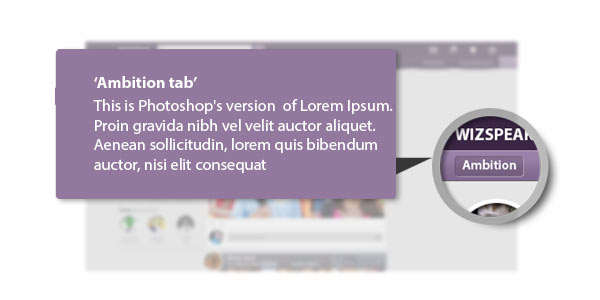 ‘Ambition tab’
This is Photoshop's version  of Lorem Ipsum.
Proin gravida nibh vel velit auctor aliquet.
Aenean sollicitudin, lorem quis bibendum
auctor, nisi elit consequat
WIZSPEAK
Ambition